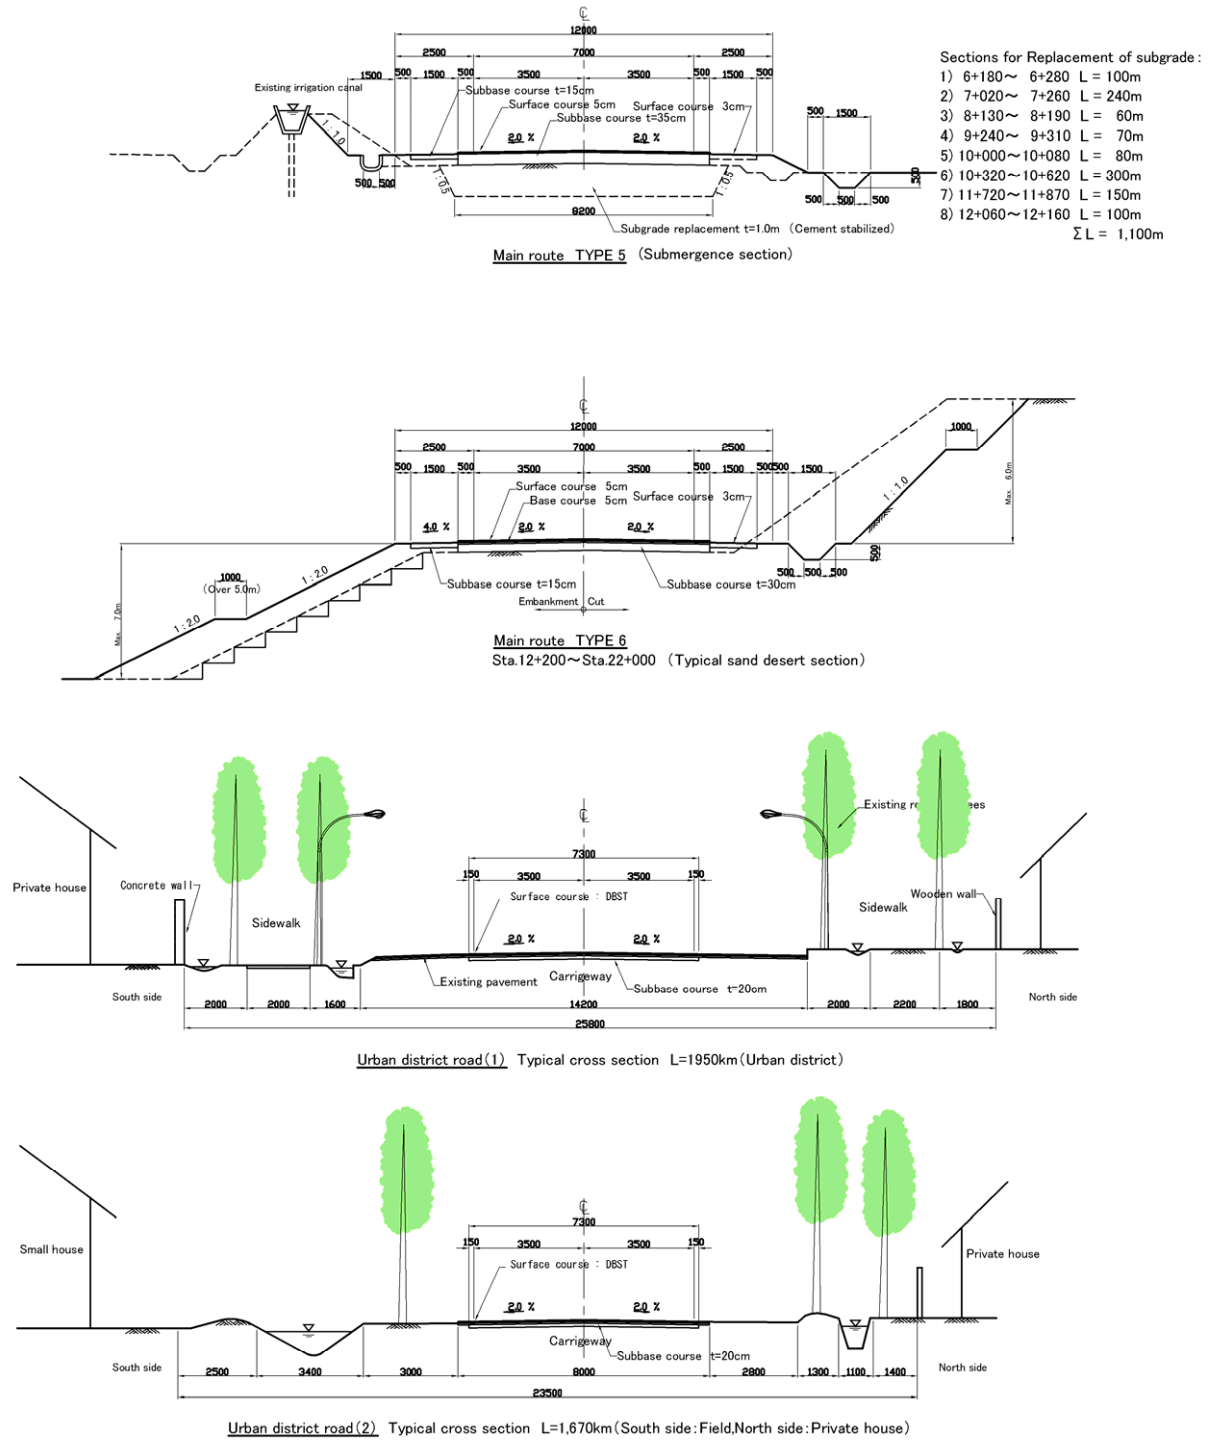 ℄
12000
2500 7000 2500
1500 500 1500 500 3500 3500 500 1500 500
Existing irrigation canal
Subbase course t=15cm
Surface course 5cm
Surface course 3cm
Subbase course t=35cm
2.0 % 2.0 %
1:1.0
500 1500
500 500
1:0.5 1:0.5
500
500 500 500
8200
Subgrade replacement t=1.0m (Cement stabilized)
Main route TYPE 5 (Submergence section)
Sections for Replacement of subgrade:
1) 6+180～ 6+280 L = 100m
2) 7+020～ 7+260 L = 240m
3) 8+130～ 8+190 L = 60m
4) 9+240～ 9+310 L = 70m
5) 10+000～10+080 L = 80m
6) 10+320～10+620 L = 300m
7) 11+720～11+870 L = 150m
8) 12+060～12+160 L = 100m
ΣL = 1,100m
℄
12000
2500 7000 2500
500 1500 500 3500 3500 500 1500 500 500 1500
1000
Max. 6.0m
Surface course 5cm
Base course 5cm
Surface course 3cm
1:1.0
4.0 % 2.0 % 2.0 %
500
500 500 500
1000
(Over 5.0m)
1:2.0
1:2.0
Max. 7.0m
Subbase course t=15cm
Subbase course t=30cm
Embankment Cut
Main route TYPE 6
Sta.12+200～Sta.22+000 (Typical sand desert section)
℄
7300
150 3500 3500 150
Existing ro ees
Private house
Concrete wall
Sidewalk
Surface course : DBST
Wooden wall
Sidewalk
2.0 % 2.0 %
Carrigeway
Existing pavement
Subbase course t=20cm
South side
North side
2000 2000 1600 14200 2000 2200 1800
25800
Urban district road(1) Typical cross section L=1950km(Urban district)
℄
7300
150 3500 3500 150
Small house
Surface course : DBST
Private house
2.0 % 2.0 %
Carrigeway
Subbase course t=20cm
South side
North side
2500 3400 3000 8000 2800 1300 1100 1400
23500
Urban district road(2) Typical cross section L=1,670km(South side:Field,North side:Private house)